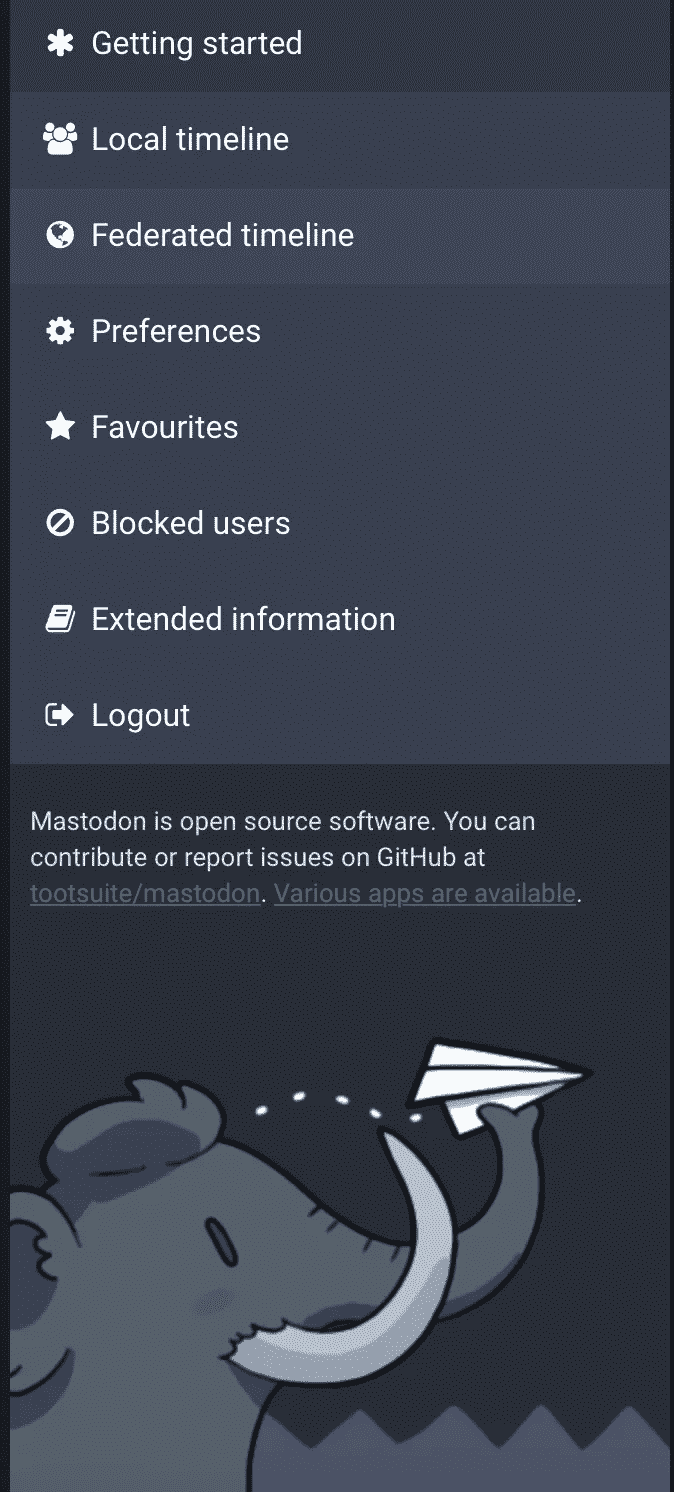 Getting started
Local timeline
Federated timeline
Preferences
Favourites
Blocked users
Extended information
Logout
Mastodon is open source software. You can
contribute or report issues on GitHub at
tootsuite/mastodon. Various apps are available.